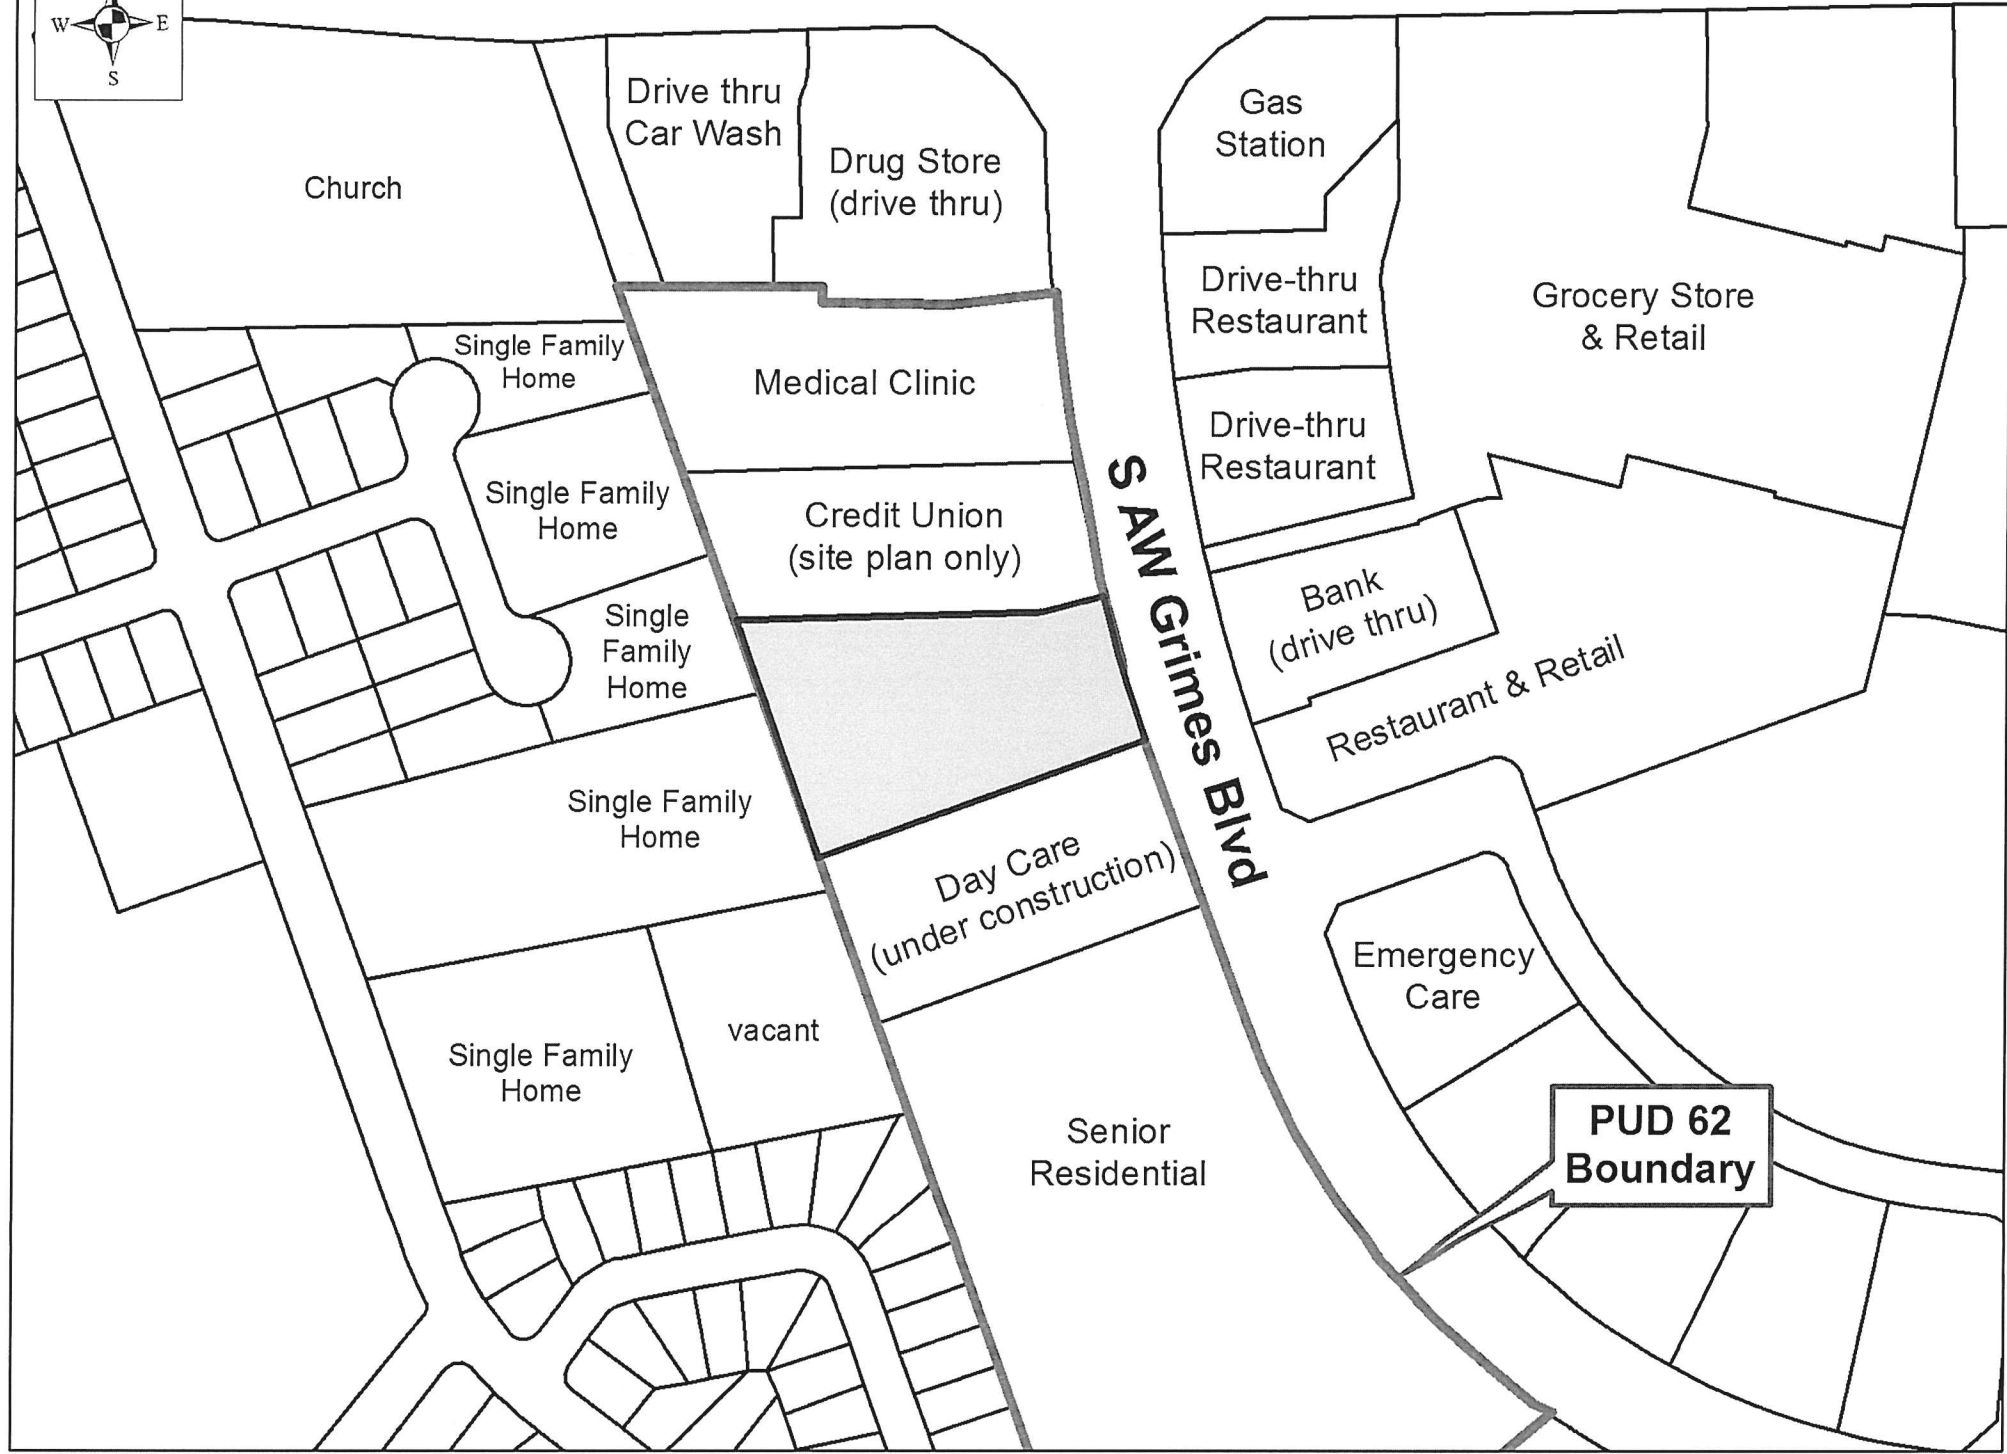 W E
S
Drive thru
Car Wash
Drug Store
(drive thru)
Gas
Station
Church
Drive-thru
Restaurant
Grocery Store
& Retail
Single Family
Home
Medical Clinic
Drive-thru
Restaurant
Single Family
Home
Credit Union
(site plan only)
S AW Grimes Blvd
Bank
(drive thru)
Single
Family
Home
Restaurant & Retail
Single Family
Home
Day Care
(under construction)
Emergency
Care
vacant
Single Family
Home
Senior
Residential
PUD 62
Boundary